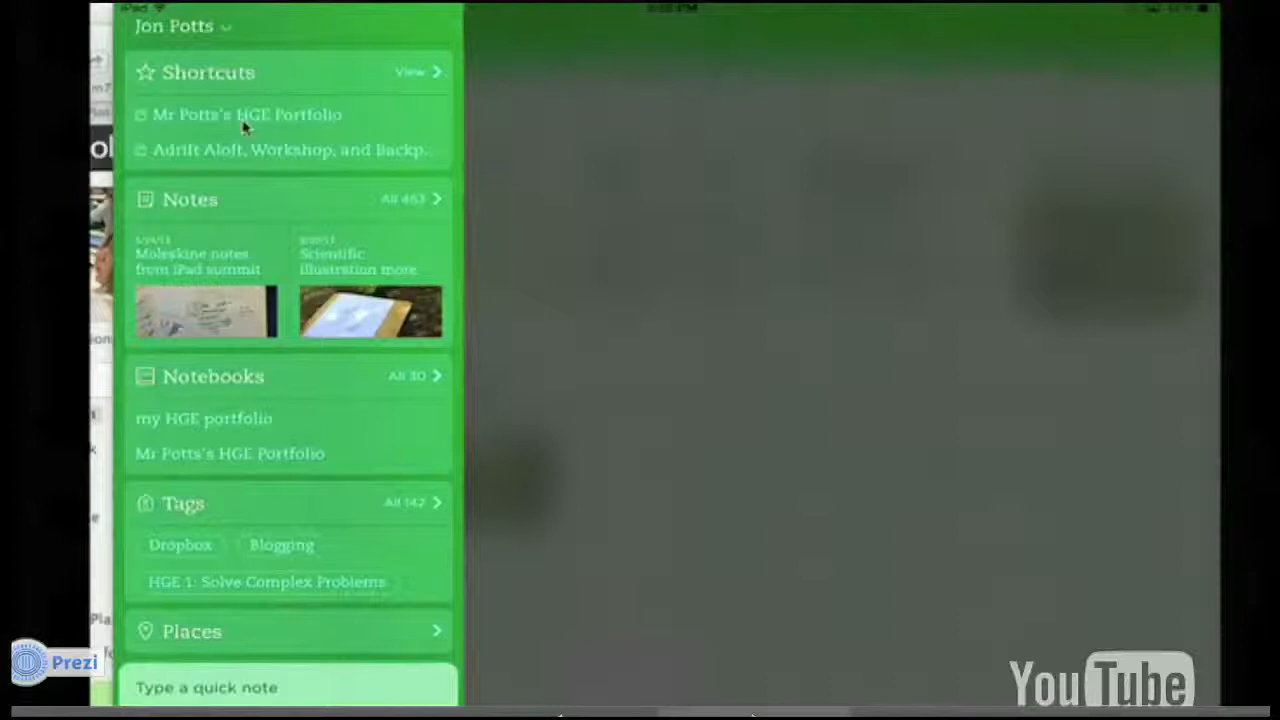 iPad
Jon Potts
Shortcuts
View
Mr Potts's HGE Portfolio
Adrift Aloft, Workshop, and Backp...
Notes
All 463
Moleskine notes
from iPad summit
Scientific
illustration more
Notebooks
All 30
my HGE portfolio
Mr Potts's HGE Portfolio
Tags
All 142
Dropbox
Blogging
HGE 1: Solve Complex Problems
Places
Type a quick note
Prezi
YouTube